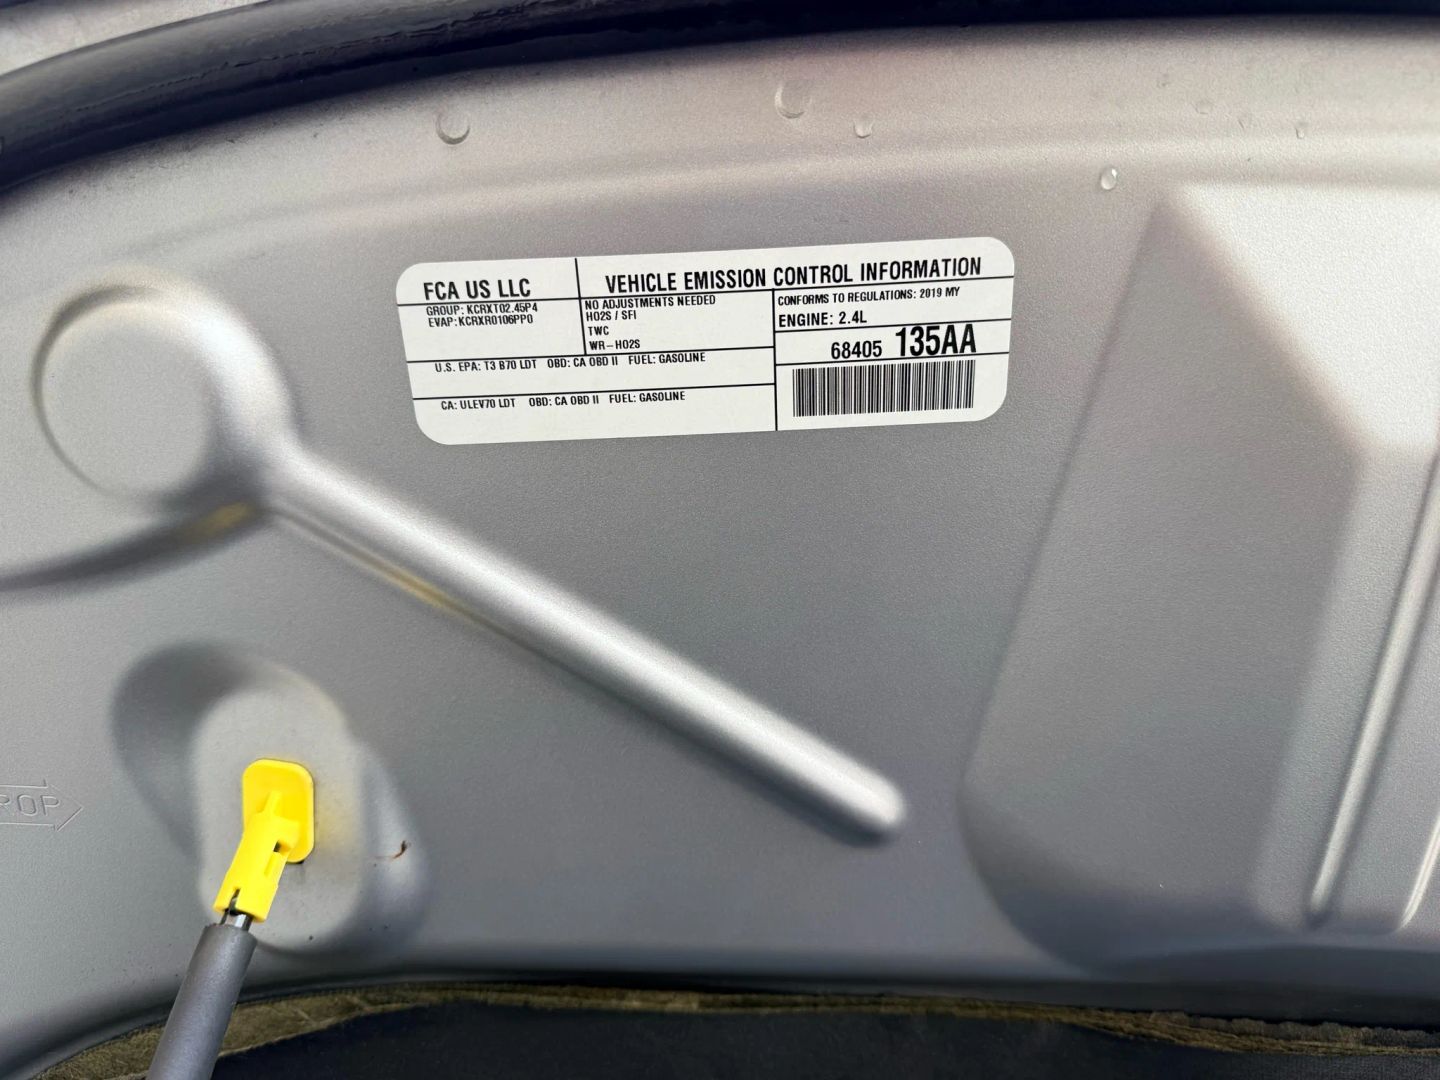 FCA US LLC
GROUP: KCRXT02.45P4
EVAP: KCRXR0106PP0
VEHICLE EMISSION CONTROL INFORMATION
NO ADJUSTMENTS NEEDED
HO2S / SFI
TWC
WR-HO2S
CONFORMS TO REGULATIONS: 2019 MY
ENGINE: 2.4L
68405 135AA
U.S. EPA: T3 B70 LDT OBD: CA OBD II FUEL: GASOLINE
CA: ULEV70 LDT OBD: CA OBD II FUEL: GASOLINE
ROP